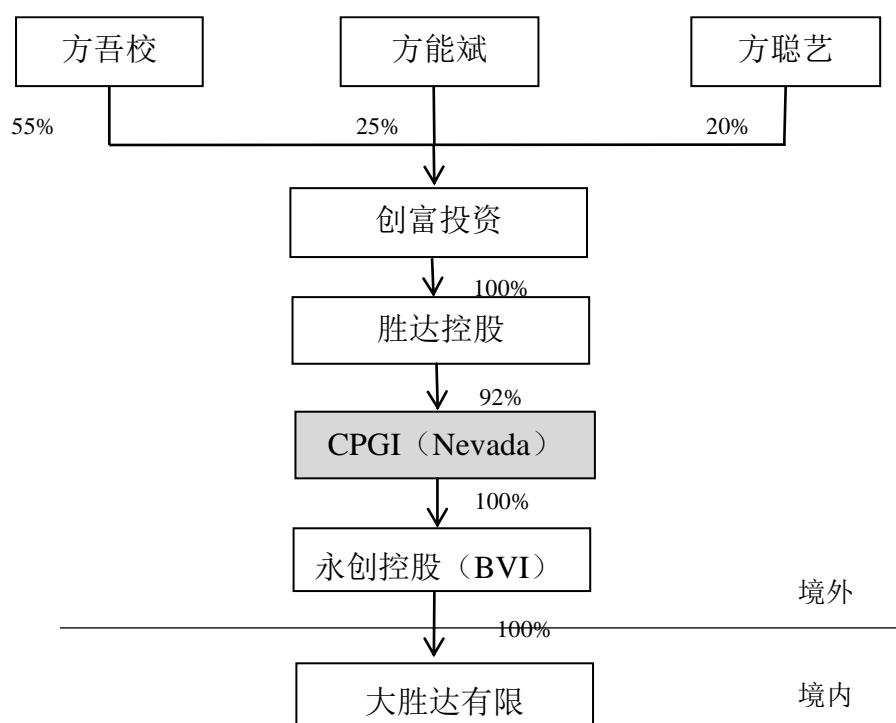 方吾校
方能斌
方聪艺
55%
25%
20%
创富投资
100%
胜达控股
92%
CPGI（Nevada）
100%
永创控股（BVI）
境外
100%
大胜达有限
境内